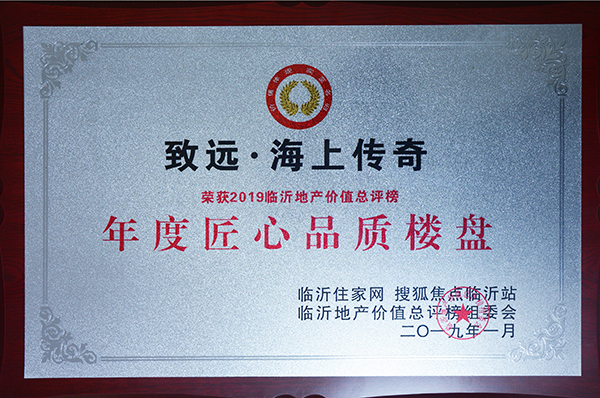 致远·海上传奇
荣获2019临沂地产价值总评榜
年度匠心品质楼盘
临沂住家网 搜狐焦点临沂站
临沂地产价值总评榜组委会
二〇一九年一月